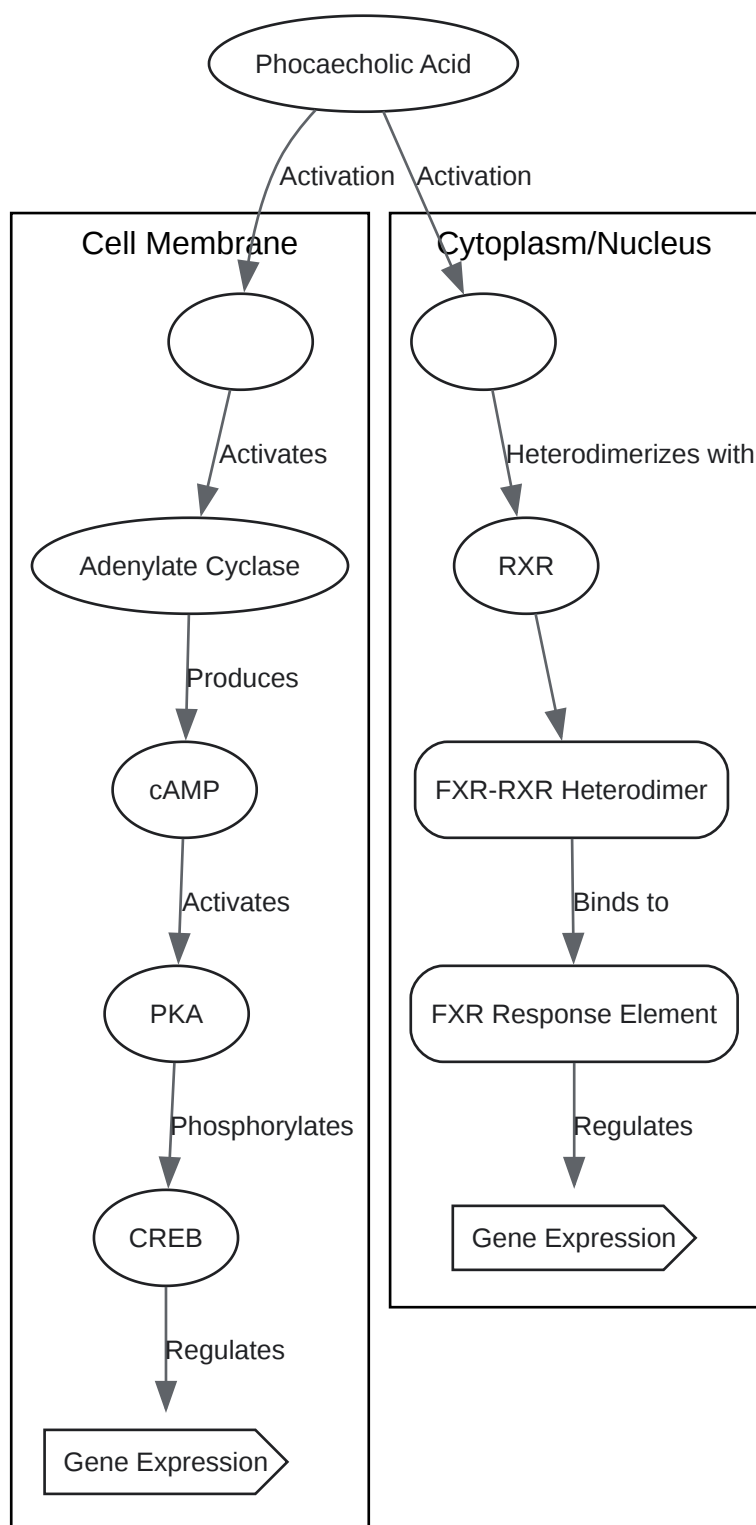 Phocaecholic Acid
Activation
Activation
Cell Membrane
Cytoplasm/Nucleus
Activates
Heterodimerizes with
Adenylate Cyclase
RXR
Produces
cAMP
FXR-RXR Heterodimer
Activates
Binds to
PKA
FXR Response Element
Phosphorylates
Regulates
CREB
Gene Expression
Regulates
Gene Expression